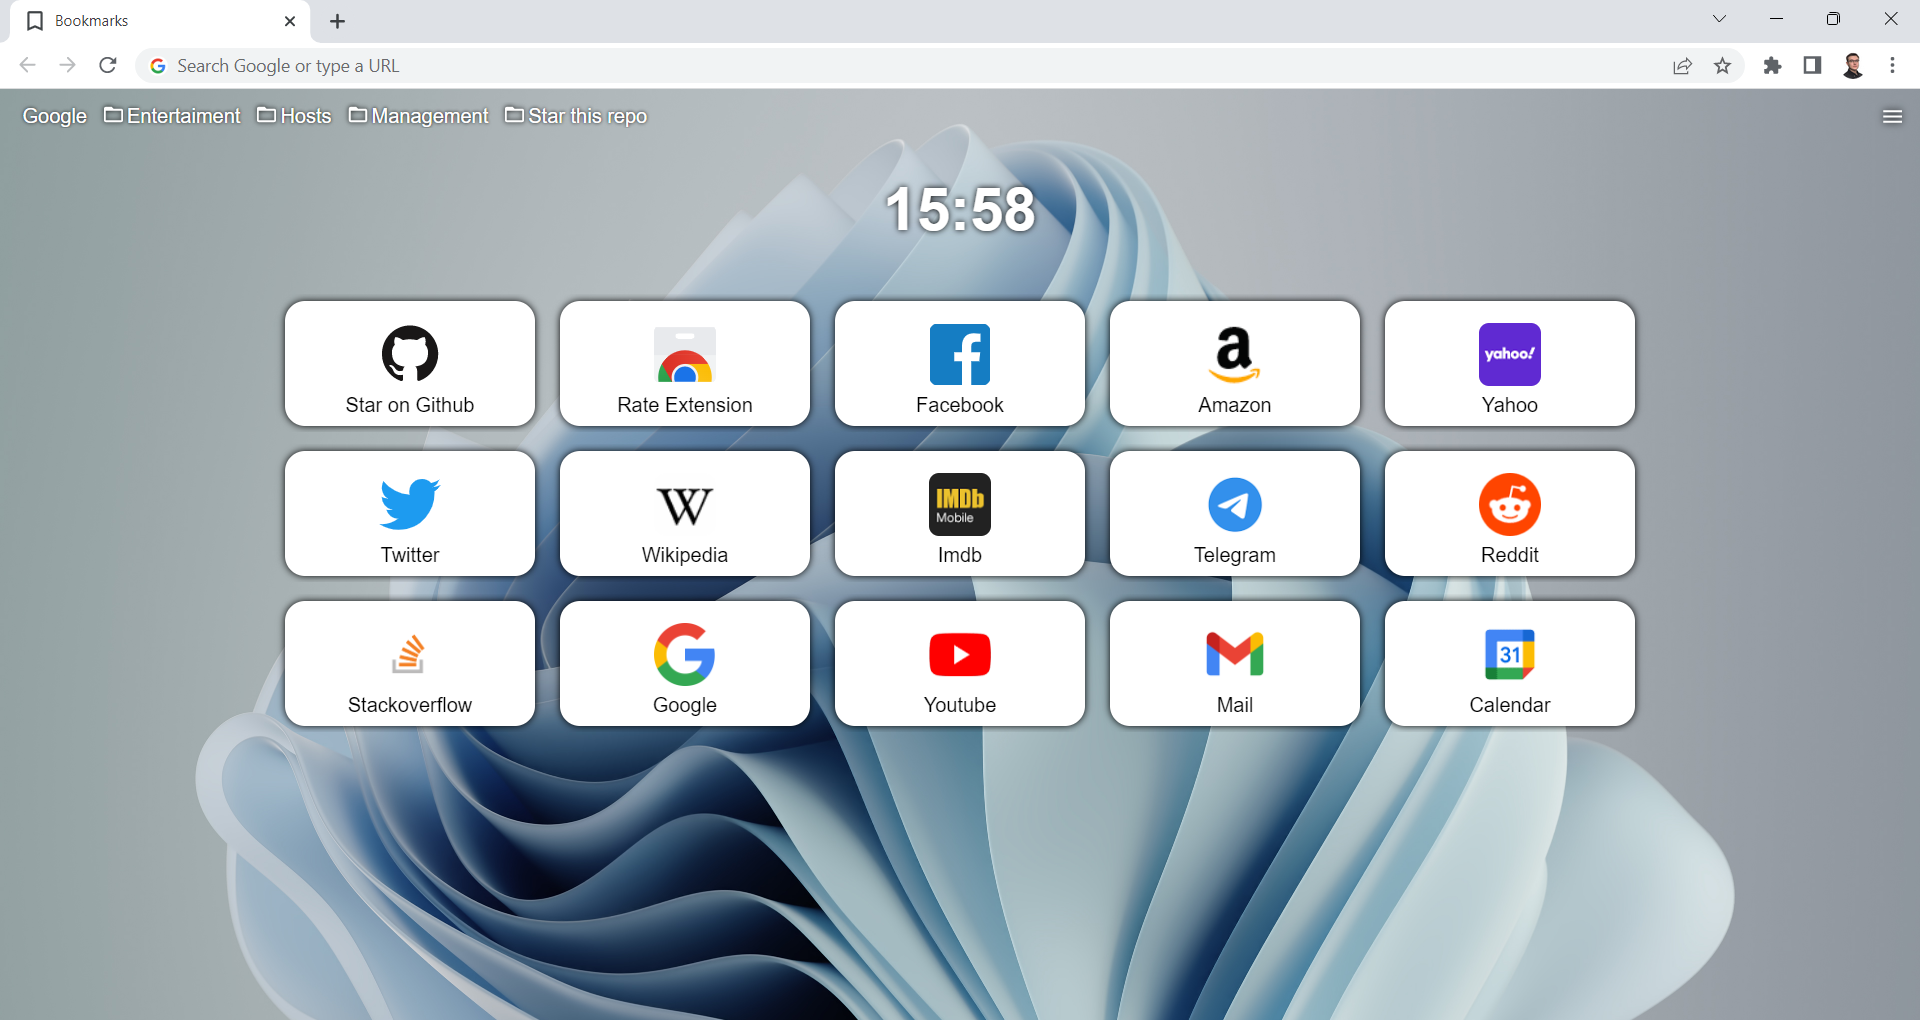 Bookmarks
Search Google or type a URL
Google Entertaiment Hosts Management Star this repo
15:58
Star on Github
Rate Extension
Facebook
Amazon
yahoo!
Yahoo
Twitter
W
Wikipedia
IMDb
Mobile
Imdb
Telegram
Reddit
Stackoverflow
Google
Youtube
Mail
31
Calendar